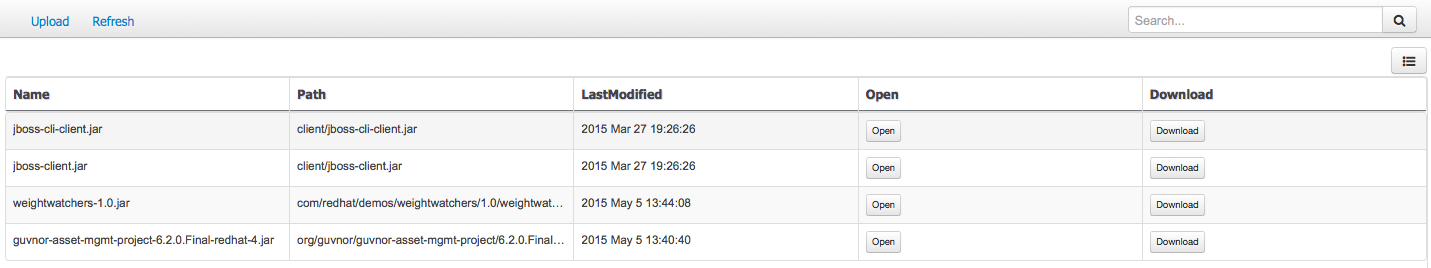 Upload Refresh Search...
Name Path LastModified Open Download
jboss-cli-client.jar client/jboss-cli-client.jar 2015 Mar 27 19:26:26 Open Download
jboss-client.jar client/jboss-client.jar 2015 Mar 27 19:26:26 Open Download
weightwatchers-1.0.jar com/redhat/demos/weightwatchers/1.0/weightwat... 2015 May 5 13:44:08 Open Download
guvnor-asset-mgmt-project-6.2.0.Final-redhat-4.jar org/guvnor/guvnor-asset-mgmt-project/6.2.0.Final... 2015 May 5 13:40:40 Open Download